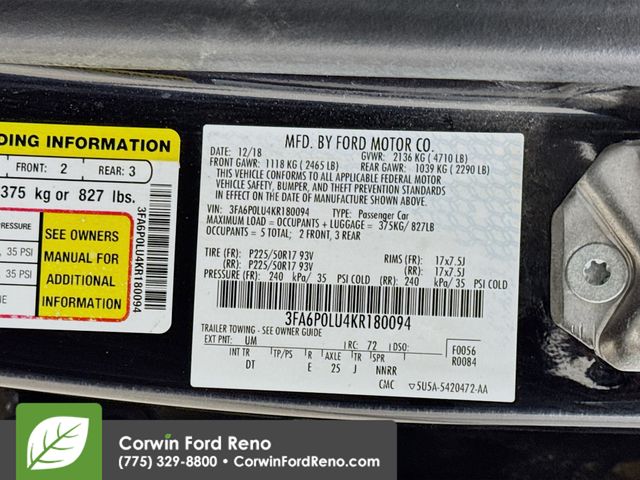 DING INFORMATION
FRONT: 2 REAR: 3
375 kg or 827 lbs.
PRESSURE
35 PSI
35 PSI
SEE OWNERS
MANUAL FOR
ADDITIONAL
INFORMATION
3FA6P0LU4KR180094
MFD. BY FORD MOTOR CO.
DATE: 12/18 GVWR: 2136 KG (4710 LB)
FRONT GAWR: 1118 KG (2465 LB) REAR GAWR: 1039 KG (2290 LB)
THIS VEHICLE CONFORMS TO ALL APPLICABLE FEDERAL MOTOR
VEHICLE SAFETY, BUMPER, AND THEFT PREVENTION STANDARDS
IN EFFECT ON THE DATE OF MANUFACTURE SHOWN ABOVE.
VIN: 3FA6P0LU4KR180094 TYPE: Passenger Car
MAXIMUM LOAD = OCCUPANTS + LUGGAGE = 375KG/827LB
OCCUPANTS = 5 TOTAL; 2 FRONT, 3 REAR
TIRE (FR): P225/50R17 93V RIMS (FR): 17x7.5J
(RR): P225/50R17 93V (RR): 17x7.5J
PRESSURE (FR): 240 kPa/ 35 PSI COLD (RR): 240 kPa/ 35 PSI COLD
3FA6P0LU4KR180094
TRAILER TOWING - SEE OWNER GUIDE
EXT PNT: UM RC: 72 DSO: F0056
INT TR TP/PS R AXLE TR SPR R0084
DT E 25 J NNRR
CMC 5U5A-5420472-AA
Corwin Ford Reno
(775) 329-8800 • CorwinFordReno.com